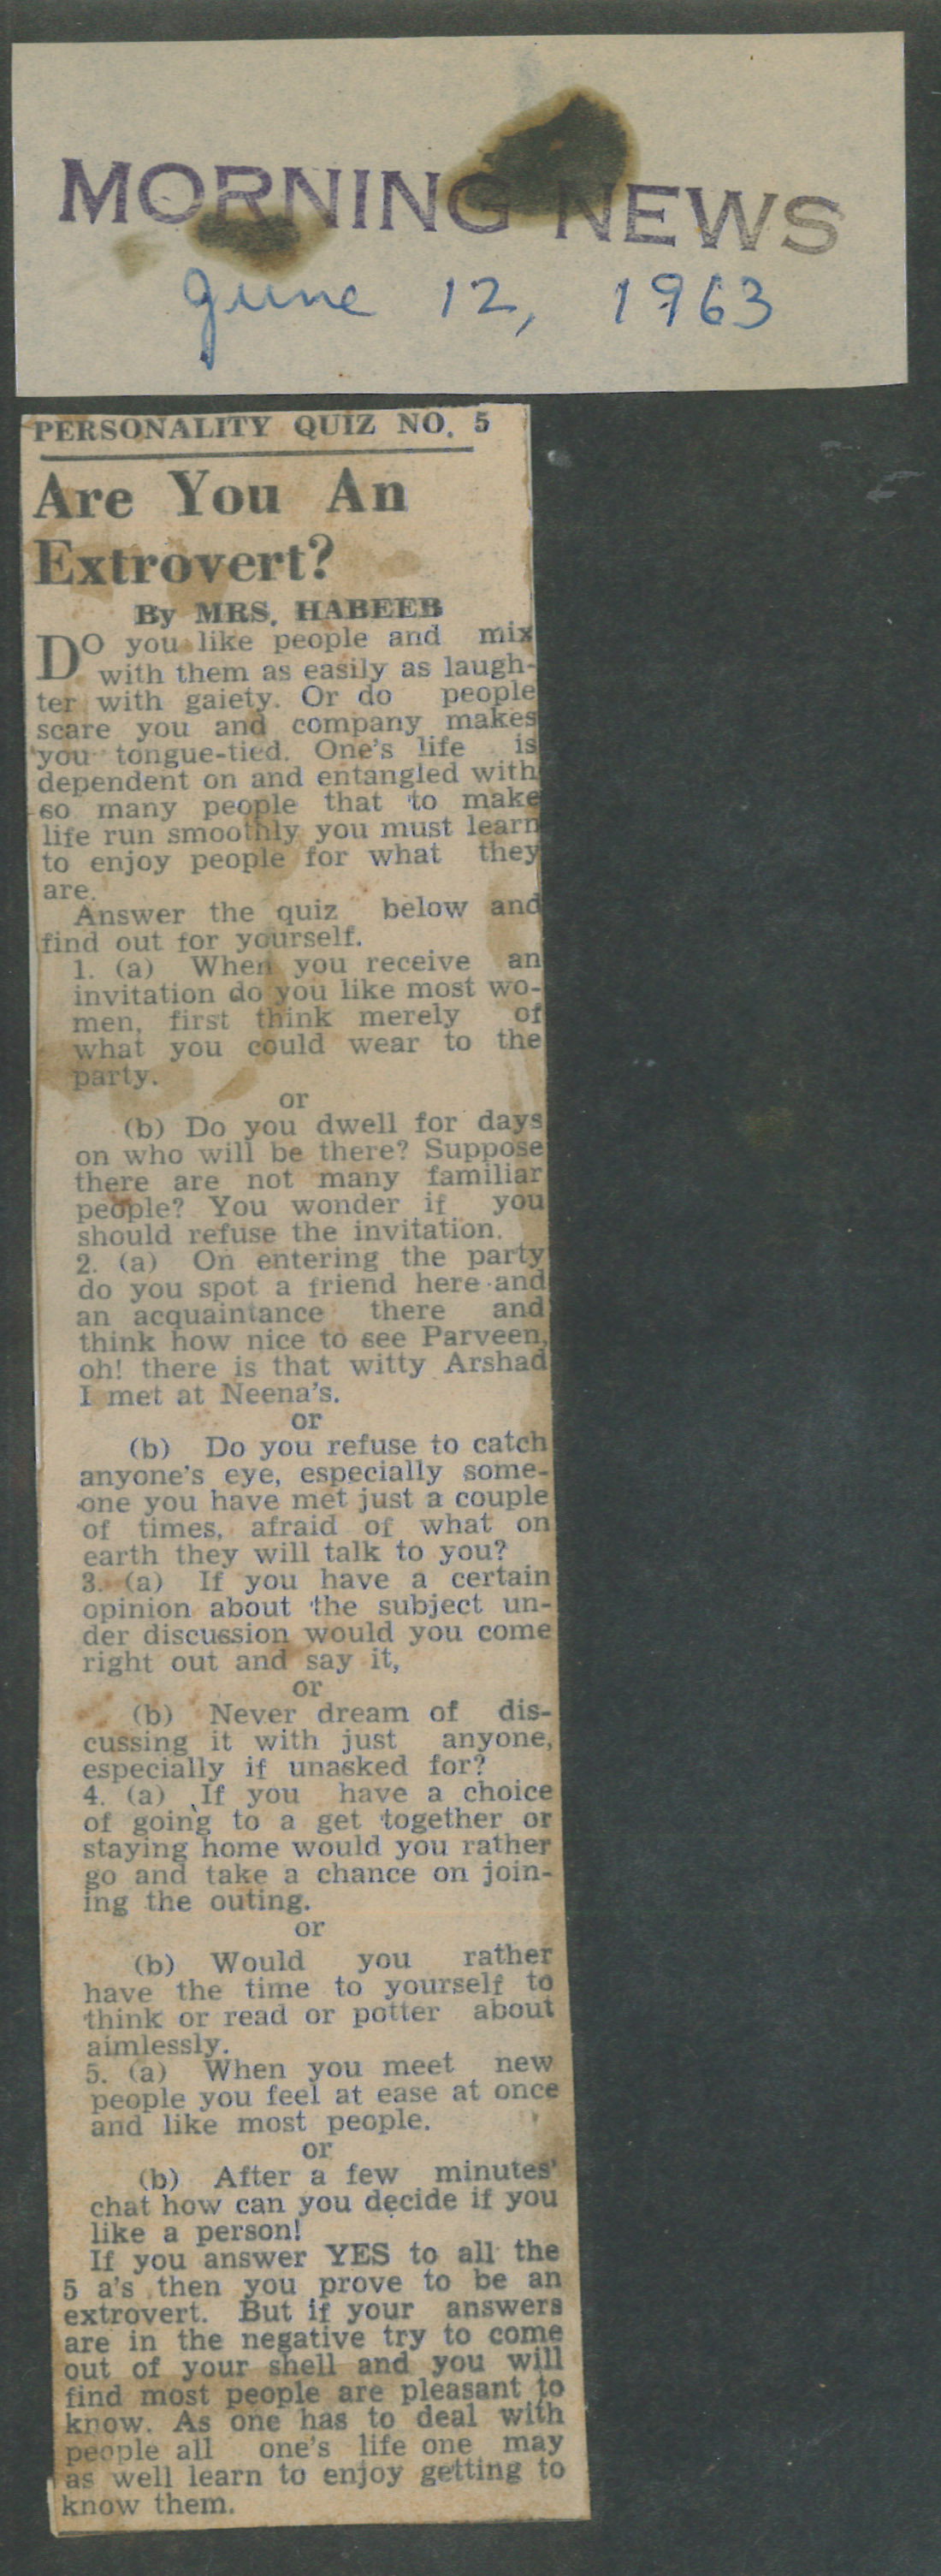 MORNING NEWS
June 12, 1963
PERSONALITY QUIZ NO. 5
Are You An
Extrovert?
By MRS. HABEEB
DO you like people and mix
with them as easily as laugh-
ter with gaiety. Or do people
scare you and company makes
you tongue-tied. One's life is
dependent on and entangled with
so many people that to make
life run smoothly you must learn
to enjoy people for what they
are.
Answer the quiz below and
find out for yourself.
1. (a) When you receive an
invitation do you like most wo-
men, first think merely of
what you could wear to the
party.
or
(b) Do you dwell for days
on who will be there? Suppose
there are not many familiar
people? You wonder if you
should refuse the invitation.
2. (a) On entering the party
do you spot a friend here and
an acquaintance there and
think how nice to see Parveen,
oh! there is that witty Arshad
I met at Neena's.
or
(b) Do you refuse to catch
anyone's eye, especially some-
one you have met just a couple
of times, afraid of what on
earth they will talk to you?
3. (a) If you have a certain
opinion about the subject un-
der discussion would you come
right out and say it,
or
(b) Never dream of dis-
cussing it with just anyone,
especially if unasked for?
4. (a) If you have a choice
of going to a get together or
staying home would you rather
go and take a chance on join-
ing the outing.
or
(b) Would you rather
have the time to yourself to
think or read or potter about
aimlessly.
5. (a) When you meet new
people you feel at ease at once
and like most people.
or
(b) After a few minutes'
chat how can you decide if you
like a person!
If you answer YES to all the
5 a's then you prove to be an
extrovert. But if your answers
are in the negative try to come
out of your shell and you will
find most people are pleasant to
know. As one has to deal with
people all one's life one may
as well learn to enjoy getting to
know them.